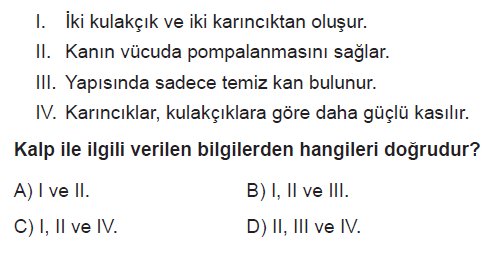 I. İki kulakçık ve iki karıncıktan oluşur.
II. Kanın vücuda pompalanmasını sağlar.
III. Yapısında sadece temiz kan bulunur.
IV. Karıncıklar, kulakçıklara göre daha güçlü kasılır.
Kalp ile ilgili verilen bilgilerden hangileri doğrudur?
A) I ve II. B) I, II ve III.
C) I, II ve IV. D) II, III ve IV.